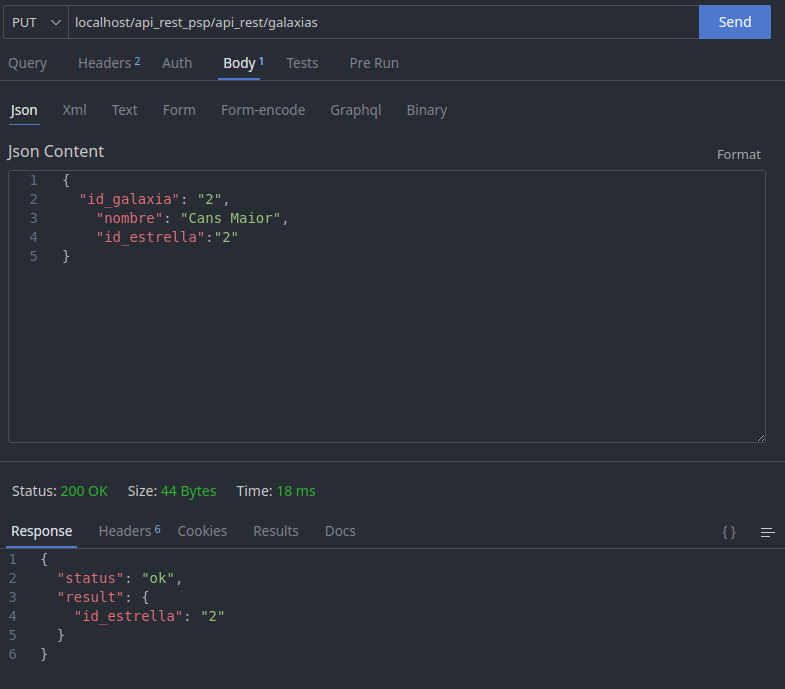 PUT localhost/api_rest_psp/api_rest/galaxias Send
Query Headers 2 Auth Body 1 Tests Pre Run
Json Xml Text Form Form-encode Graphql Binary
Json Content
Format
1 {
2 "id_galaxia": "2",
3 "nombre": "Cans Maior",
4 "id_estrella":"2"
5 }
Status: 200 OK Size: 44 Bytes Time: 18 ms
Response Headers 6 Cookies Results Docs { }
1 {
2 "status": "ok",
3 "result": {
4 "id_estrella": "2"
5 }
6 }